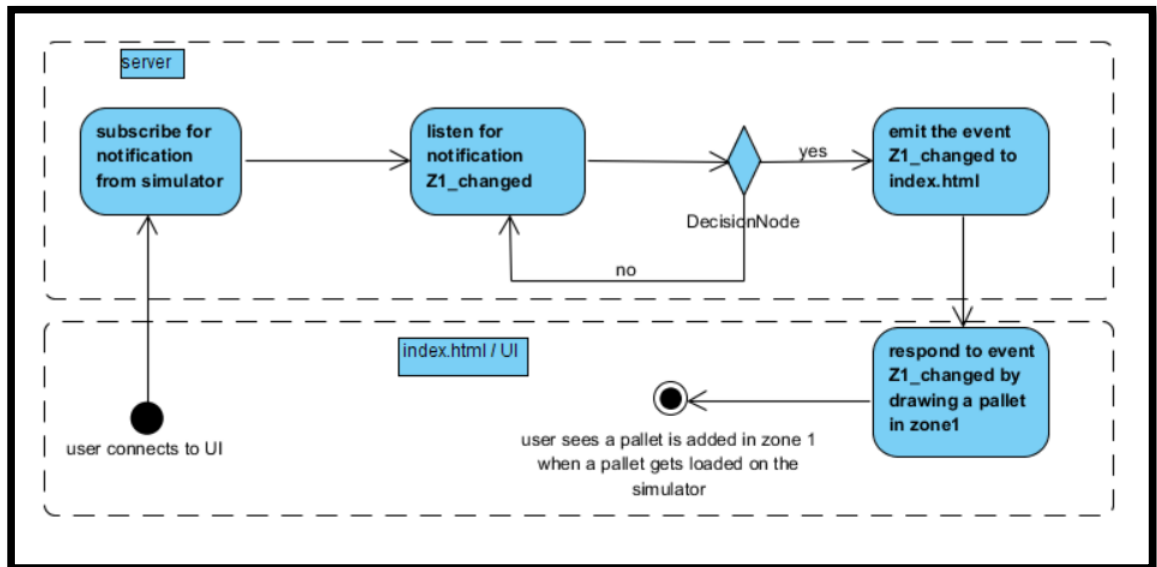 server
subscribe for
notification
from simulator
listen for
notification
Z1_changed
DecisionNode
yes
no
emit the event
Z1_changed to
index.html
index.html / UI
respond to event
Z1_changed by
drawing a pallet
in zone1
user connects to UI
user sees a pallet is added in zone 1
when a pallet gets loaded on the
simulator